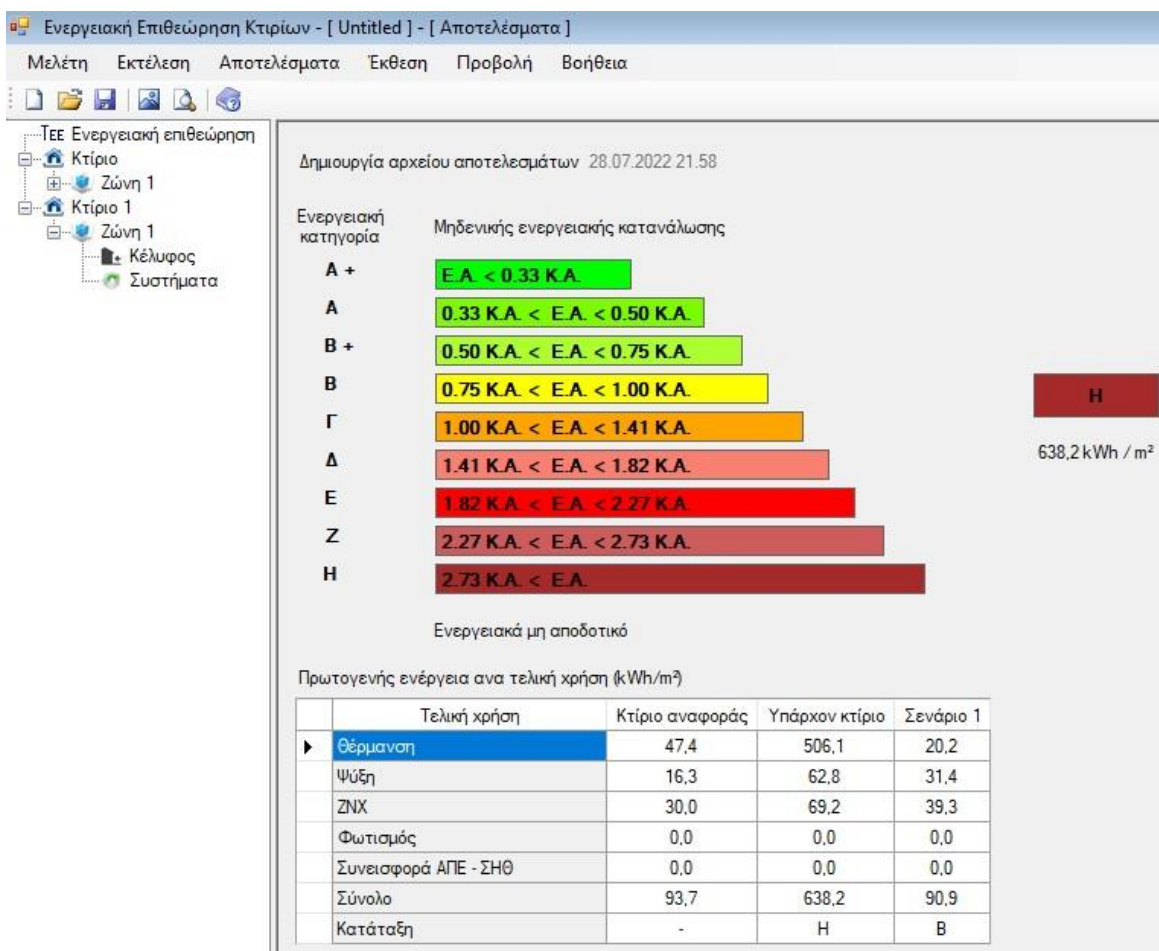 Ενεργειακή Επιθεώρηση Κτιρίων - [ Untitled ] - [ Αποτελέσματα ]
Μελέτη Εκτέλεση Αποτελέσματα Έκθεση Προβολή Βοήθεια
ΤΕΕ Ενεργειακή επιθεώρηση
Κτίριο
Ζώνη 1
Κτίριο 1
Ζώνη 1
Κέλυφος
Συστήματα
Δημιουργία αρχείου αποτελεσμάτων 28.07.2022 21.58
Ενεργειακή
κατηγορία
Μηδενικής ενεργειακής κατανάλωσης
Α + Ε.Α. < 0.33 Κ.Α.
Α 0.33 Κ.Α. < Ε.Α. < 0.50 Κ.Α.
Β + 0.50 Κ.Α. < Ε.Α. < 0.75 Κ.Α.
Β 0.75 Κ.Α. < Ε.Α. < 1.00 Κ.Α.
Γ 1.00 Κ.Α. < Ε.Α. < 1.41 Κ.Α.
Δ 1.41 Κ.Α. < Ε.Α. < 1.82 Κ.Α.
Ε 1.82 Κ.Α. < Ε.Α. < 2.27 Κ.Α.
Ζ 2.27 Κ.Α. < Ε.Α. < 2.73 Κ.Α.
Η 2.73 Κ.Α. < Ε.Α.
Η
638,2 kWh / m²
Ενεργειακά μη αποδοτικό
Πρωτογενής ενέργεια ανα τελική χρήση (kWh/m²)
Τελική χρήση Κτίριο αναφοράς Υπάρχον κτίριο Σενάριο 1
Θέρμανση 47,4 506,1 20,2
Ψύξη 16,3 62,8 31,4
ΖΝΧ 30,0 69,2 39,3
Φωτισμός 0,0 0,0 0,0
Συνεισφορά ΑΠΕ - ΣΗΘ 0,0 0,0 0,0
Σύνολο 93,7 638,2 90,9
Κατάταξη - Η Β